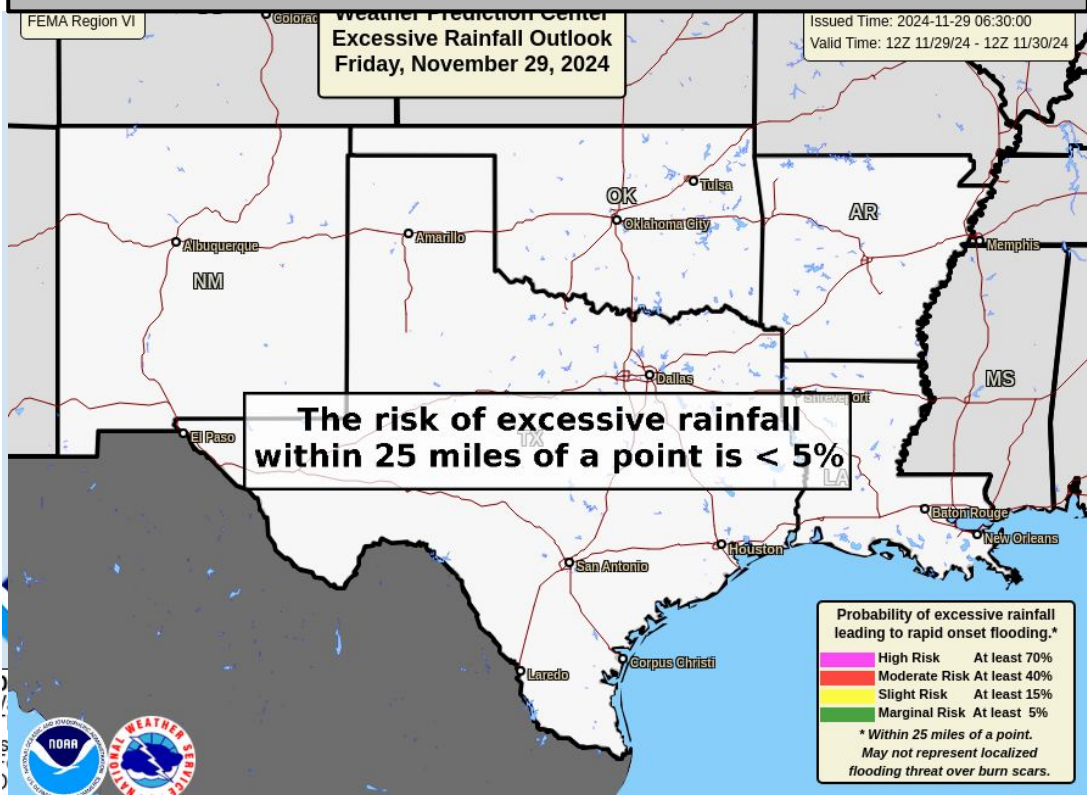 FEMA Region VI
Weather Prediction Center
Excessive Rainfall Outlook
Friday, November 29, 2024
Issued Time: 2024-11-29 06:30:00
Valid Time: 12Z 11/29/24 - 12Z 11/30/24
Tulsa
OK
Oklahoma City
AR
Amarillo
Albuquerque
Memphis
NM
Dallas
MS
Shreveport
The risk of excessive rainfall
within 25 miles of a point is < 5%
El Paso
TX
LA
Baton Rouge
New Orleans
Houston
San Antonio
Corpus Christi
Laredo
Probability of excessive rainfall
leading to rapid onset flooding.*
High Risk At least 70%
Moderate Risk At least 40%
Slight Risk At least 15%
Marginal Risk At least 5%
* Within 25 miles of a point.
May not represent localized
flooding threat over burn scars.
NOAA
NATIONAL WEATHER SERVICE